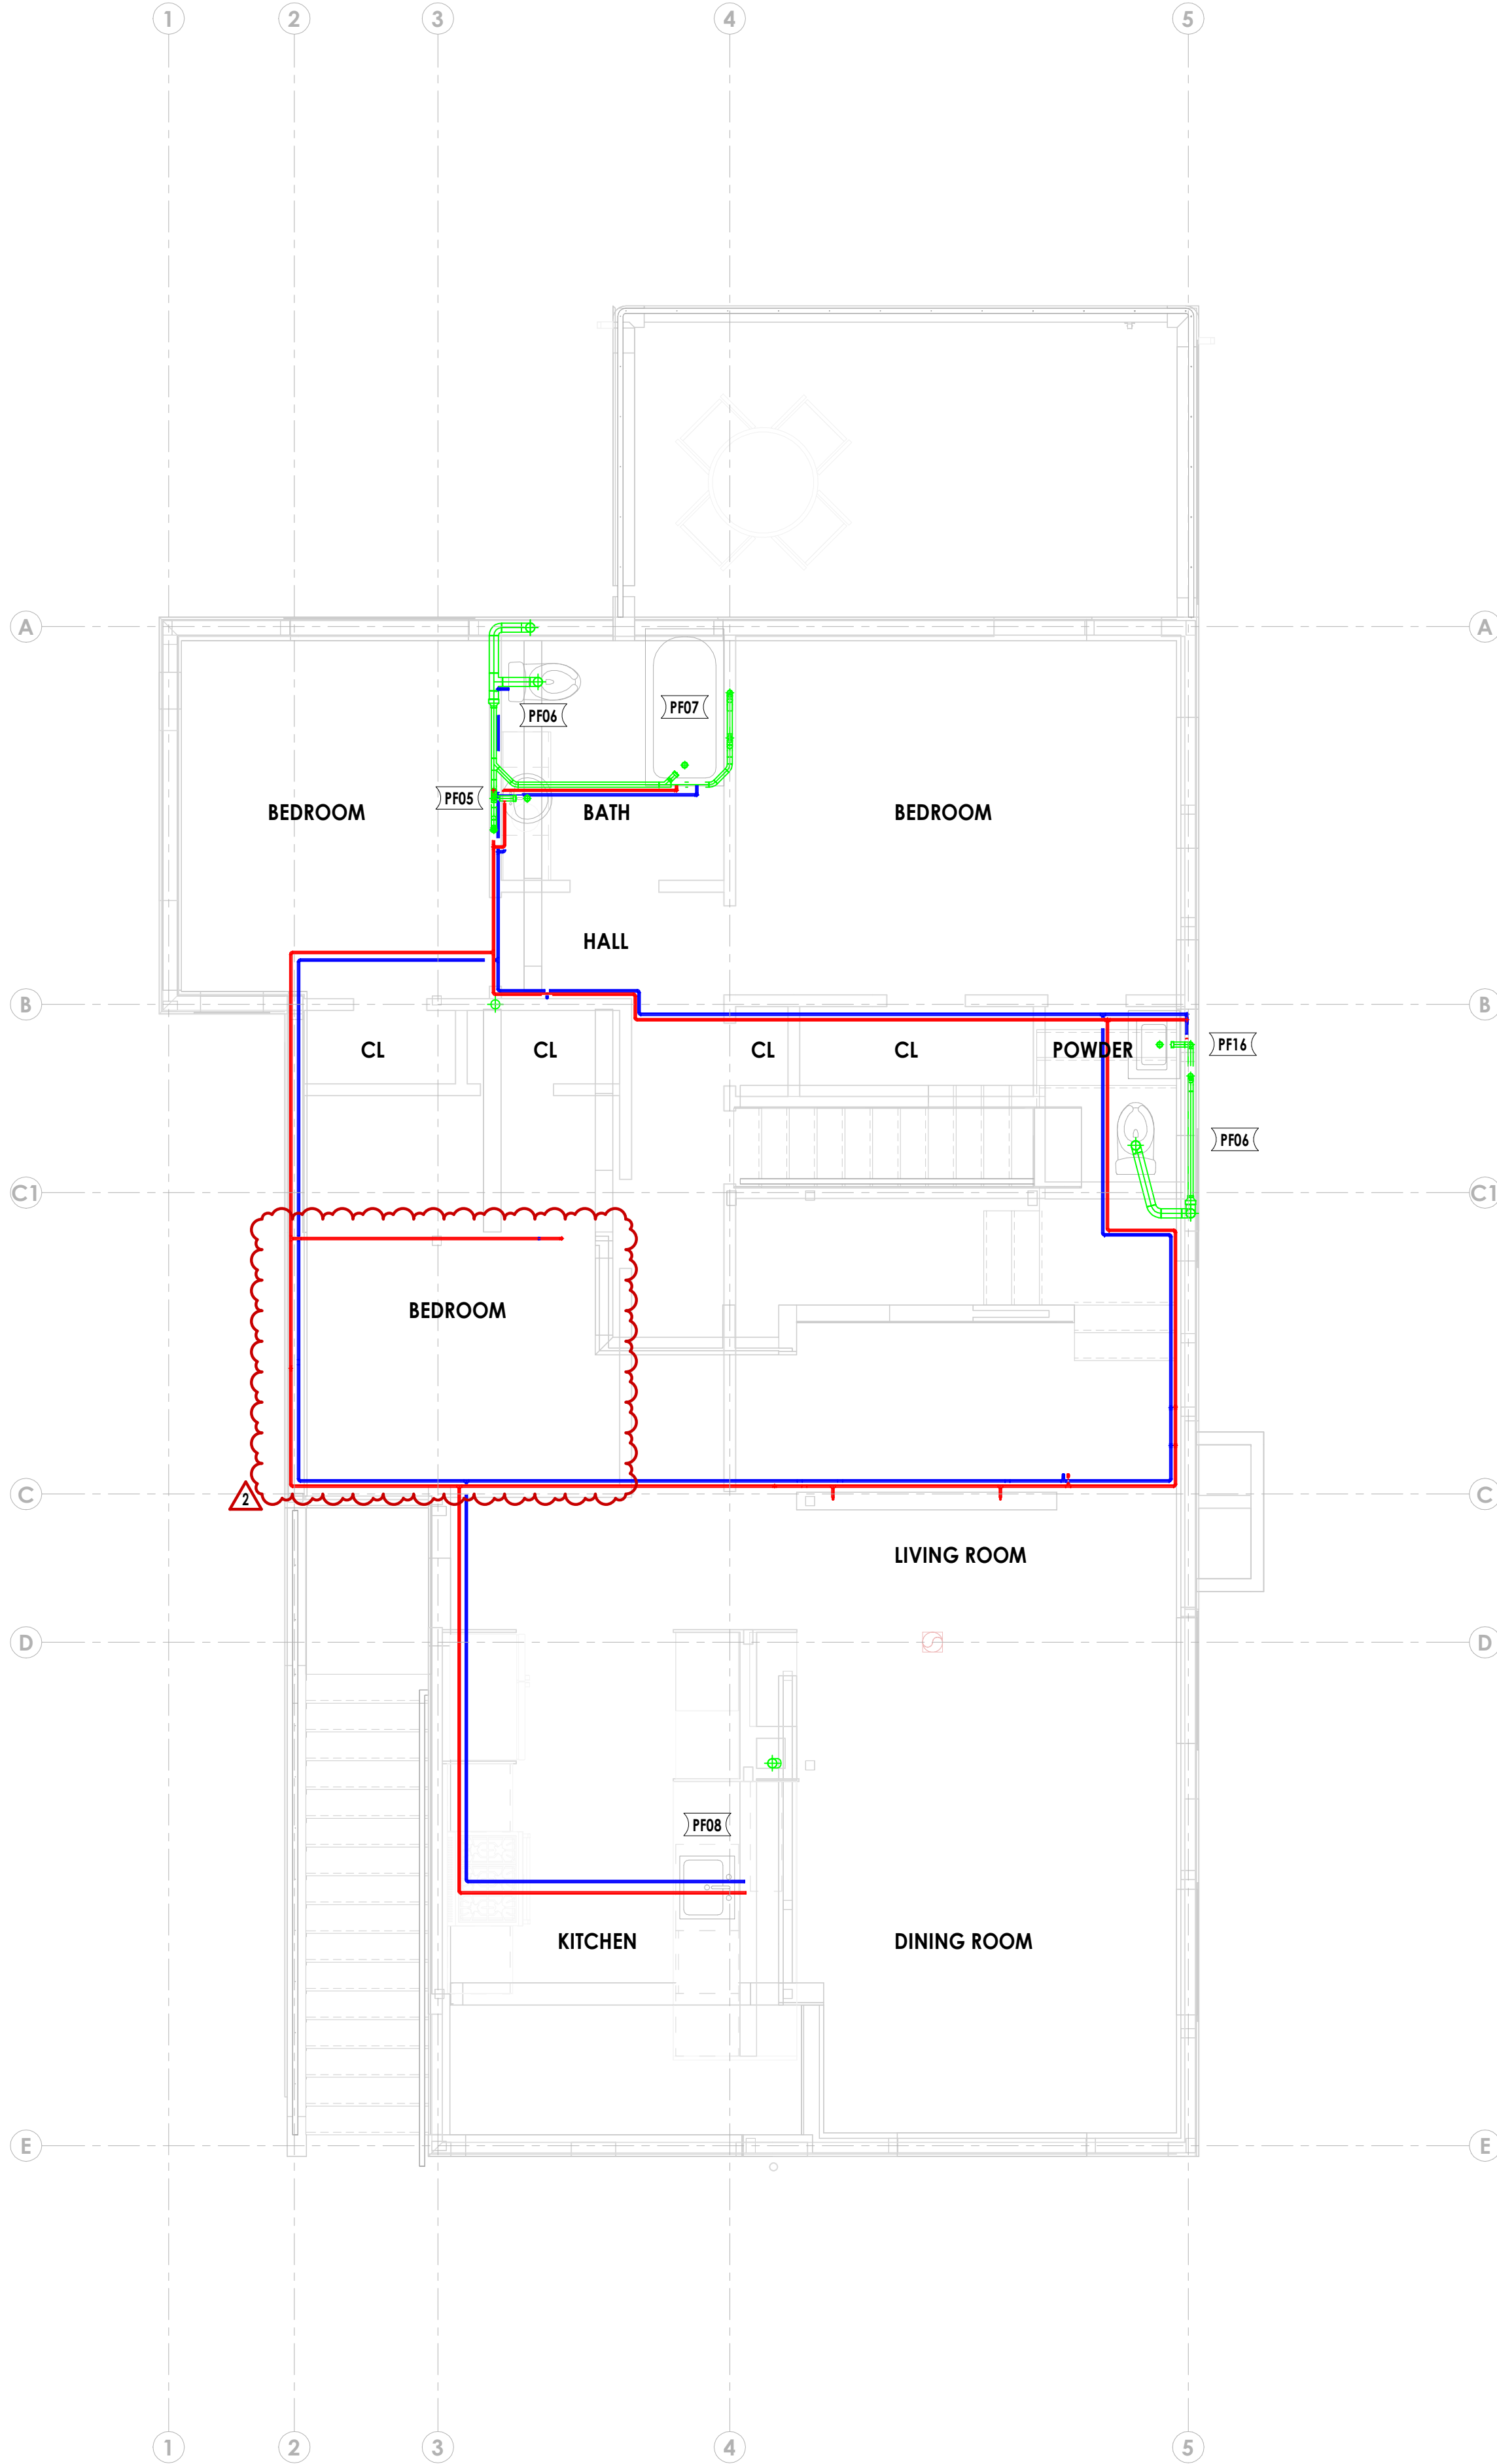 1 2 3 4 5
A A
PF06 PF07
PF05
BEDROOM BATH BEDROOM
HALL
B B
CL CL CL CL POWDER PF16
PF06
C1 C1
BEDROOM
2
C C
LIVING ROOM
D D
PF08
KITCHEN DINING ROOM
E E
1 2 3 4 5